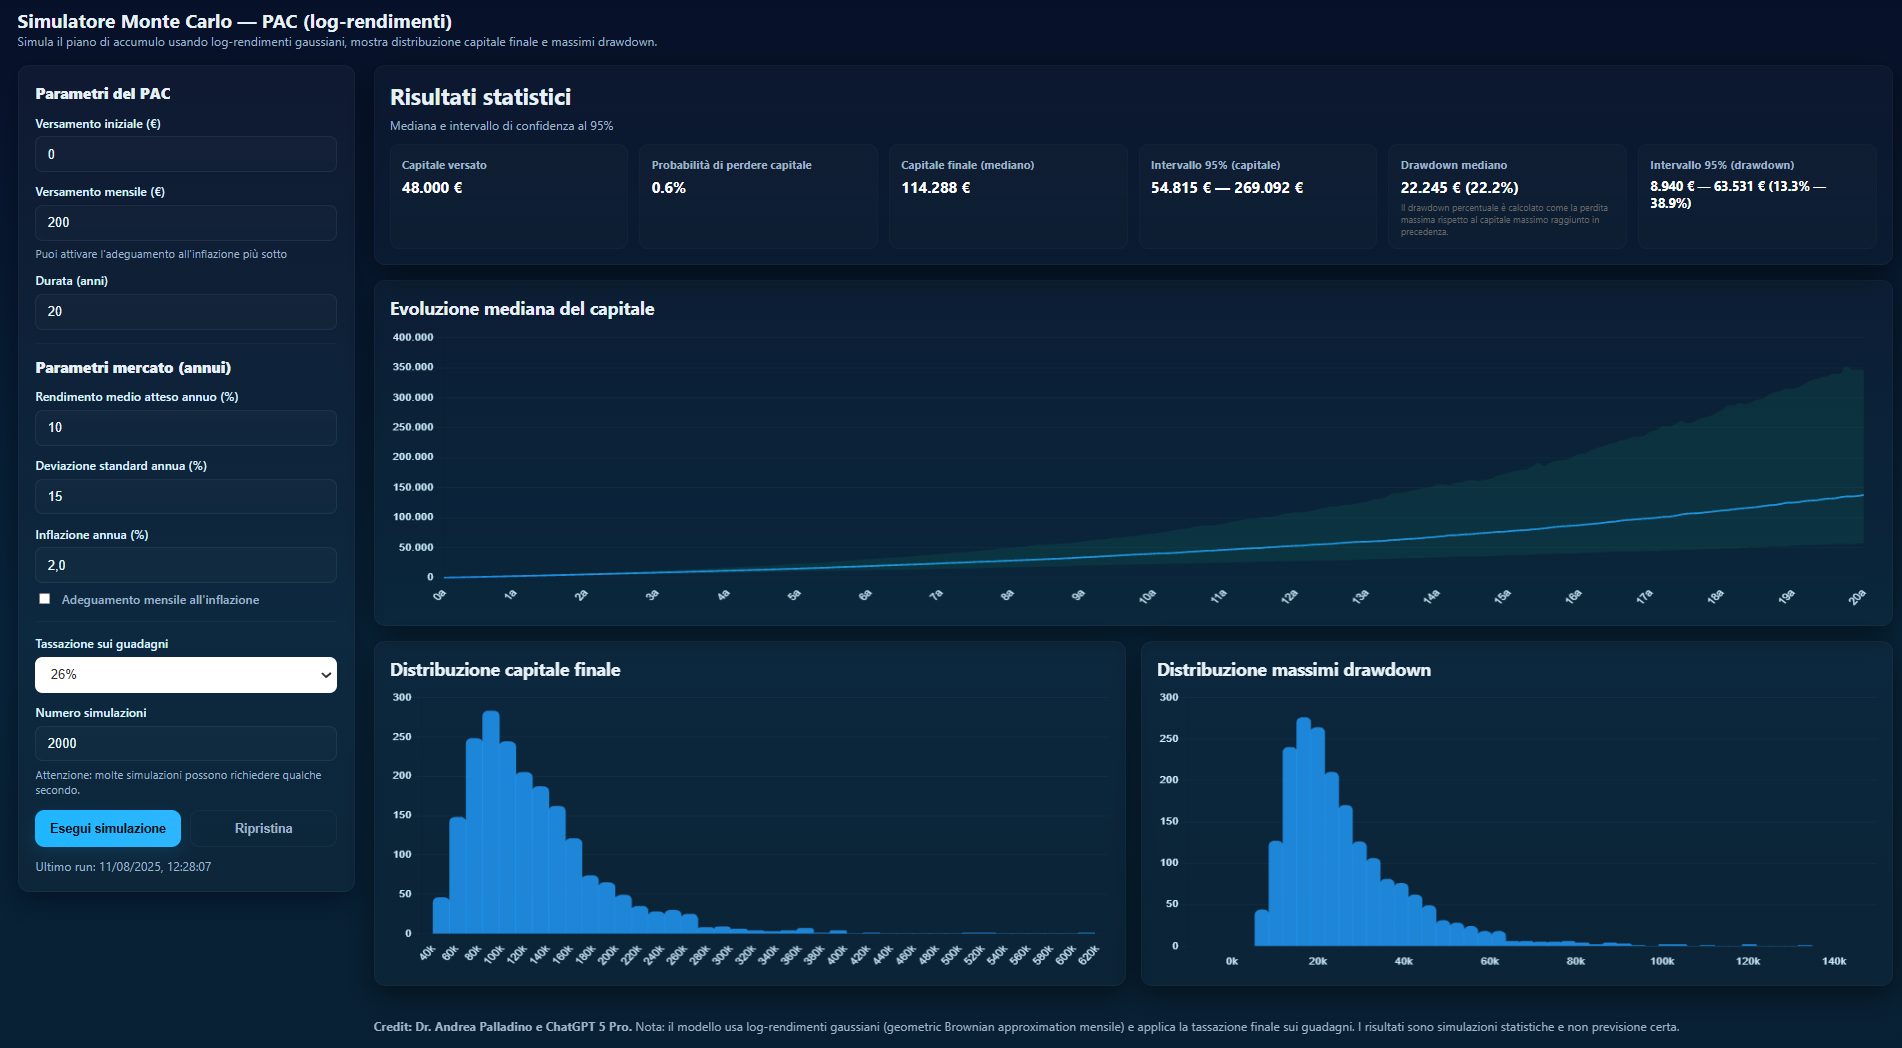 Simulatore Monte Carlo — PAC (log-rendimenti)
Simula il piano di accumulo usando log-rendimenti gaussiani, mostra distribuzione capitale finale e massimi drawdown.
Parametri del PAC
Versamento iniziale (€)
0
Versamento mensile (€)
200
Puoi attivare l'adeguamento all'inflazione più sotto
Durata (anni)
20
Parametri mercato (annui)
Rendimento medio atteso annuo (%)
10
Deviazione standard annua (%)
15
Inflazione annua (%)
2,0
Adeguamento mensile all'inflazione
Tassazione sui guadagni
26%
Numero simulazioni
2000
Attenzione: molte simulazioni possono richiedere qualche
secondo.
Esegui simulazione
Ripristina
Ultimo run: 11/08/2025, 12:28:07
Risultati statistici
Mediana e intervallo di confidenza al 95%
Capitale versato
48.000 €
Probabilità di perdere capitale
0.6%
Capitale finale (mediano)
114.288 €
Intervallo 95% (capitale)
54.815 € — 269.092 €
Drawdown mediano
22.245 € (22.2%)
Il drawdown percentuale è calcolato come la perdita
massima rispetto al capitale massimo raggiunto in
precedenza.
Intervallo 95% (drawdown)
8.940 € — 63.531 € (13.3% —
38.9%)
Evoluzione mediana del capitale
400.000
350.000
300.000
250.000
200.000
150.000
100.000
50.000
0
0a 1a 2a 3a 4a 5a 6a 7a 8a 9a 10a 11a 12a 13a 14a 15a 16a 17a 18a 19a 20a
Distribuzione capitale finale
300
250
200
150
100
50
0
40k 60k 80k 100k 120k 140k 160k 180k 200k 220k 240k 260k 280k 300k 320k 340k 360k 380k 400k 420k 440k 460k 480k 500k 520k 540k 560k 580k 600k 620k
Distribuzione massimi drawdown
300
250
200
150
100
50
0
0k 20k 40k 60k 80k 100k 120k 140k
Credit: Dr. Andrea Palladino e ChatGPT 5 Pro. Nota: il modello usa log-rendimenti gaussiani (geometric Brownian approximation mensile) e applica la tassazione finale sui guadagni. I risultati sono simulazioni statistiche e non previsione certa.